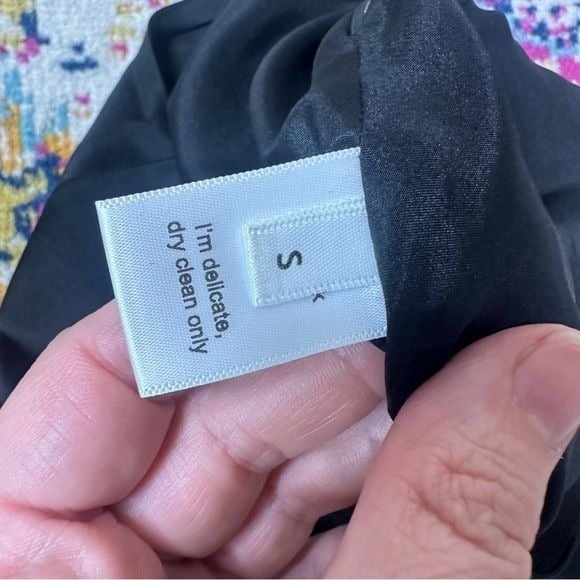 I'm delicate,
dry clean only
S